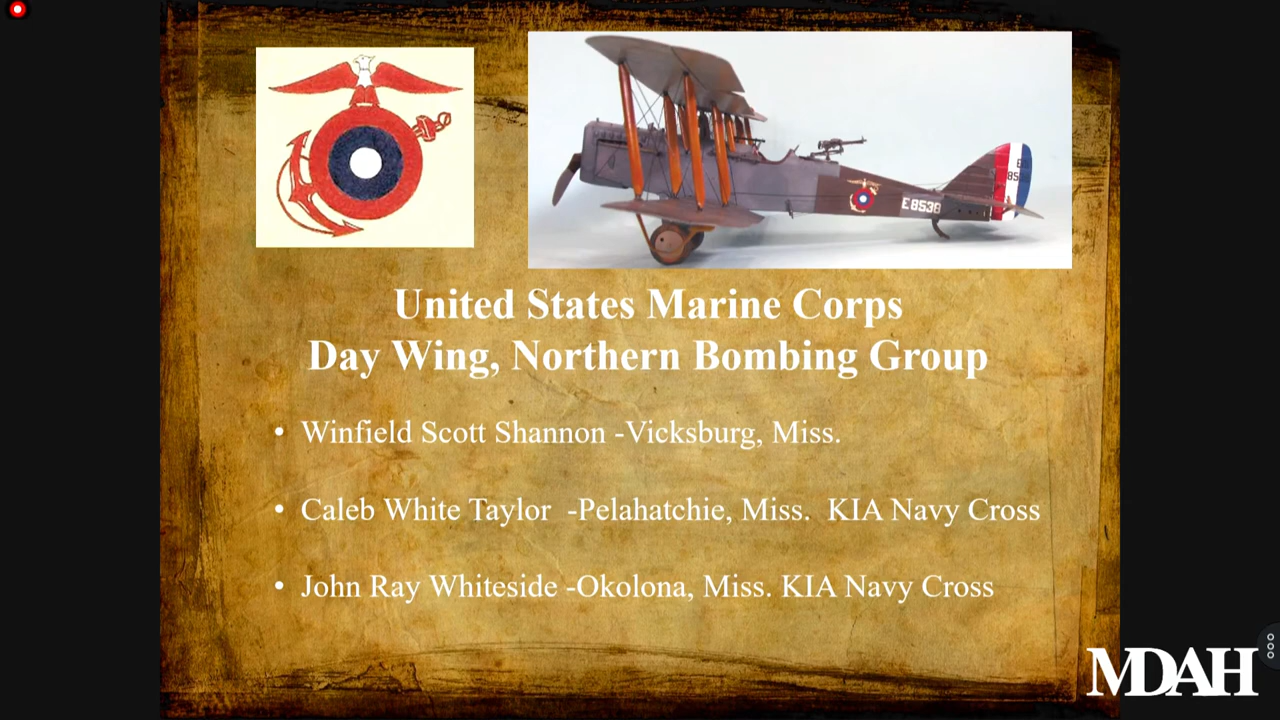 E8538
United States Marine Corps
Day Wing, Northern Bombing Group
• Winfield Scott Shannon -Vicksburg, Miss.
• Caleb White Taylor -Pelahatchie, Miss. KIA Navy Cross
• John Ray Whiteside -Okolona, Miss. KIA Navy Cross
MDAH